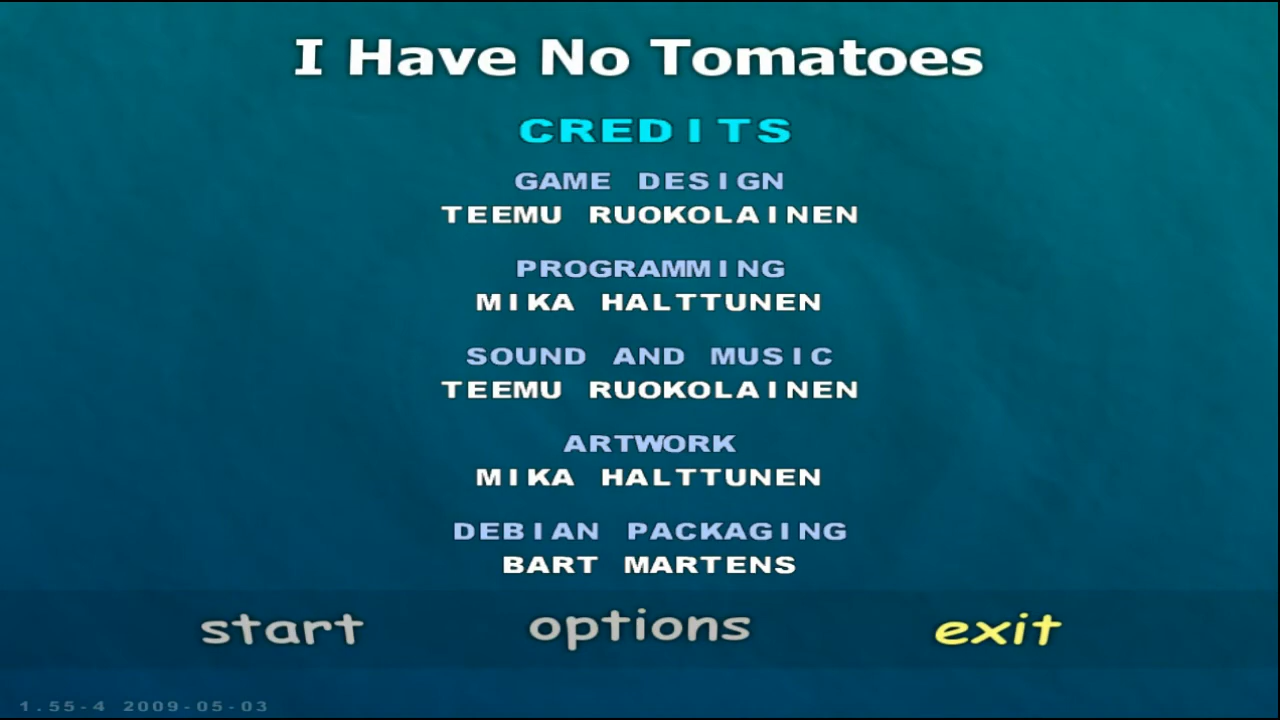 I Have No Tomatoes
CREDITS
GAME DESIGN
TEEMU RUOKOLAINEN
PROGRAMMING
MIKA HALTTUNEN
SOUND AND MUSIC
TEEMU RUOKOLAINEN
ARTWORK
MIKA HALTTUNEN
DEBIAN PACKAGING
BART MARTENS
start options exit
1.55-4 2009-05-03